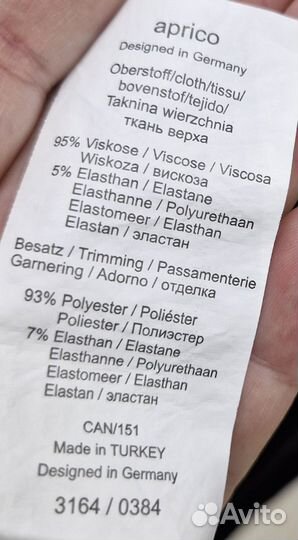 aprico
Designed in Germany
Oberstoff/cloth/tissu/
bovenstof/tejido/
Taknina wierzchnia
ткань верха
95% Viskose / Viscose / Viscosa
Wiskoza / вискоза
5% Elasthan / Elastane
Elasthanne / Polyurethaan
Elastomeer / Elasthan
Elastan / эластан
Besatz / Trimming / Passamenterie
Garnering / Adorno / отделка
93% Polyester / Poliéster
Poliester / Полиэстер
7% Elasthan / Elastane
Elasthanne / Polyurethaan
Elastomeer / Elasthan
Elastan / эластан
CAN/151
Made in TURKEY
Designed in Germany
3164 / 0384
Avito